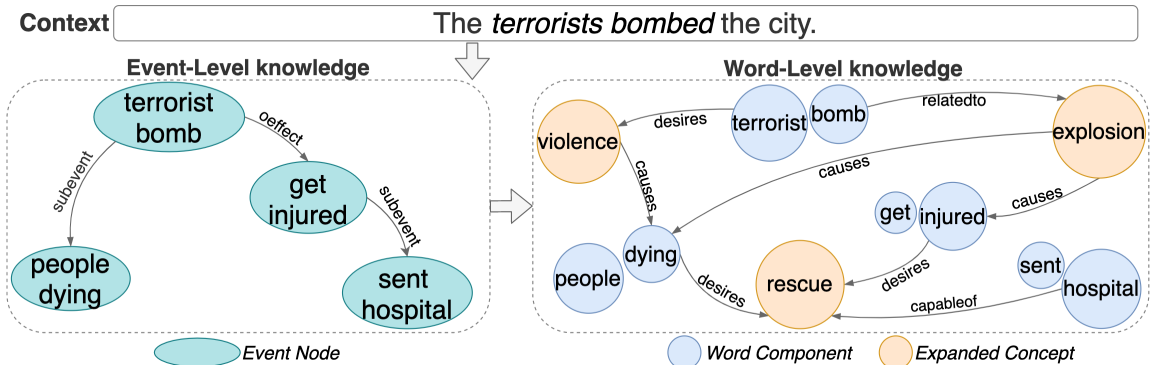 Context
The terrorists bombed the city.
Event-Level knowledge
terrorist
bomb
oeffect
subevent
get
injured
subevent
people
dying
sent
hospital
Event Node
Word-Level knowledge
violence
desires
terrorist
bomb
relatedto
explosion
causes
causes
causes
get
injured
people
dying
desires
rescue
desires
sent
hospital
capableof
Word Component
Expanded Concept